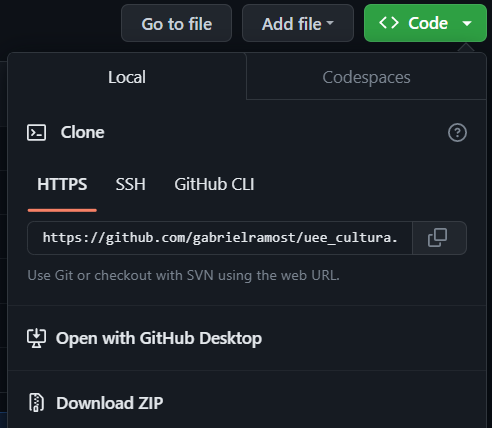 Go to file Add file <> Code
Local Codespaces
Clone
HTTPS SSH GitHub CLI
https://github.com/gabrielramost/uee_cultura.
Use Git or checkout with SVN using the web URL.
Open with GitHub Desktop
Download ZIP